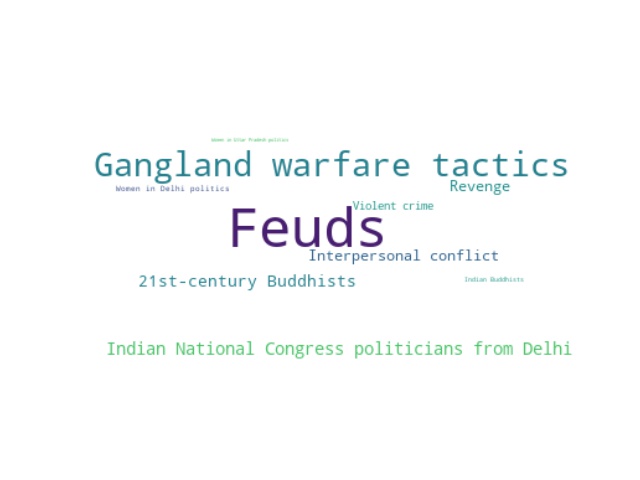 Women in Uttar Pradesh politics
Gangland warfare tactics
Women in Delhi politics
Revenge
Violent crime
Feuds
Interpersonal conflict
21st-century Buddhists
Indian Buddhists
Indian National Congress politicians from Delhi